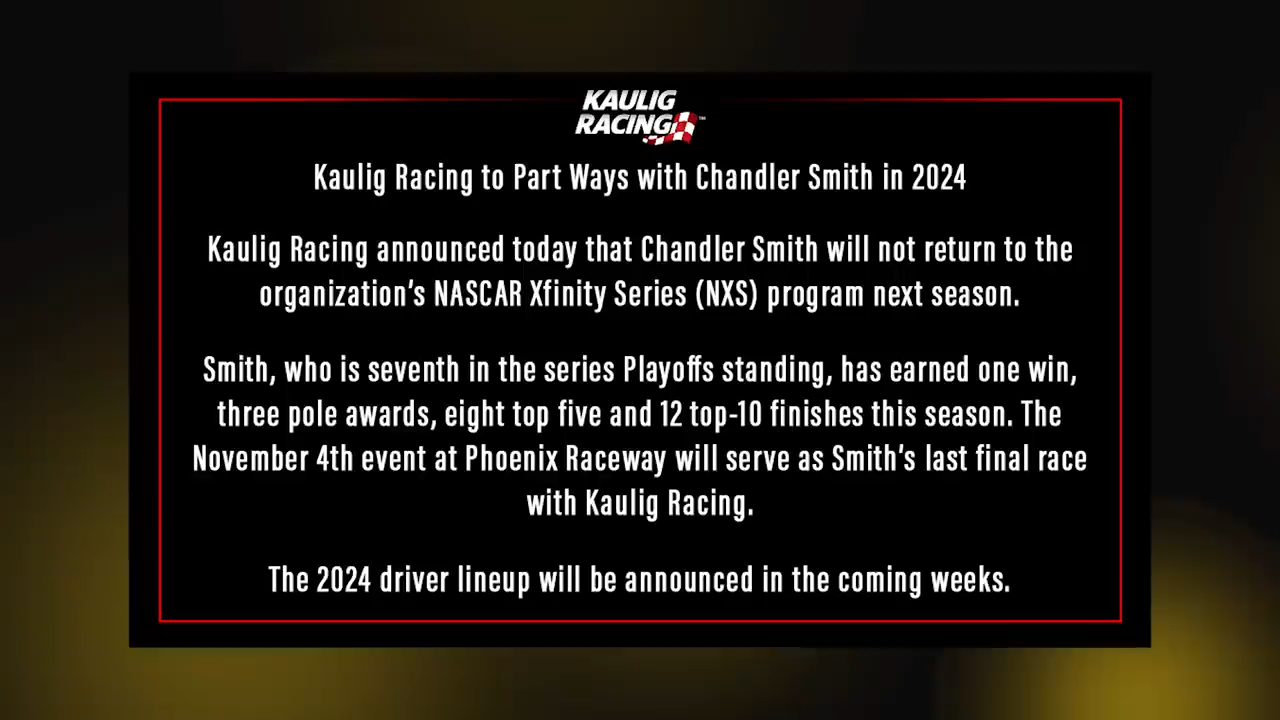 KAULIG
RACING™
Kaulig Racing to Part Ways with Chandler Smith in 2024
Kaulig Racing announced today that Chandler Smith will not return to the
organization's NASCAR Xfinity Series (NXS) program next season.
Smith, who is seventh in the series Playoffs standing, has earned one win,
three pole awards, eight top five and 12 top-10 finishes this season. The
November 4th event at Phoenix Raceway will serve as Smith's last final race
with Kaulig Racing.
The 2024 driver lineup will be announced in the coming weeks.